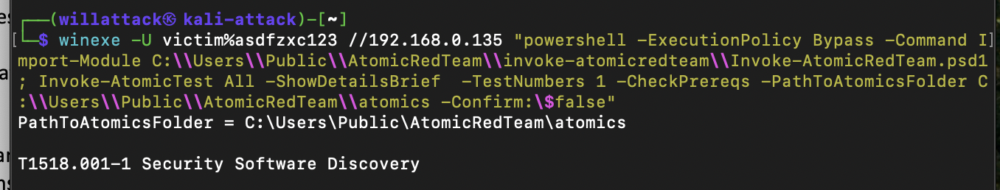 ┌──(willattack㉿kali-attack)-[~]
[└─$ winexe -U victim%asdfzxc123 //192.168.0.135 "powershell -ExecutionPolicy Bypass -Command I]
mport-Module C:\\Users\\Public\\AtomicRedTeam\\invoke-atomicredteam\\Invoke-AtomicRedTeam.psd1
; Invoke-AtomicTest All -ShowDetailsBrief  -TestNumbers 1 -CheckPrereqs -PathToAtomicsFolder C
:\\Users\\Public\\AtomicRedTeam\\atomics -Confirm:\$false"
PathToAtomicsFolder = C:\Users\Public\AtomicRedTeam\atomics
T1518.001-1 Security Software Discovery